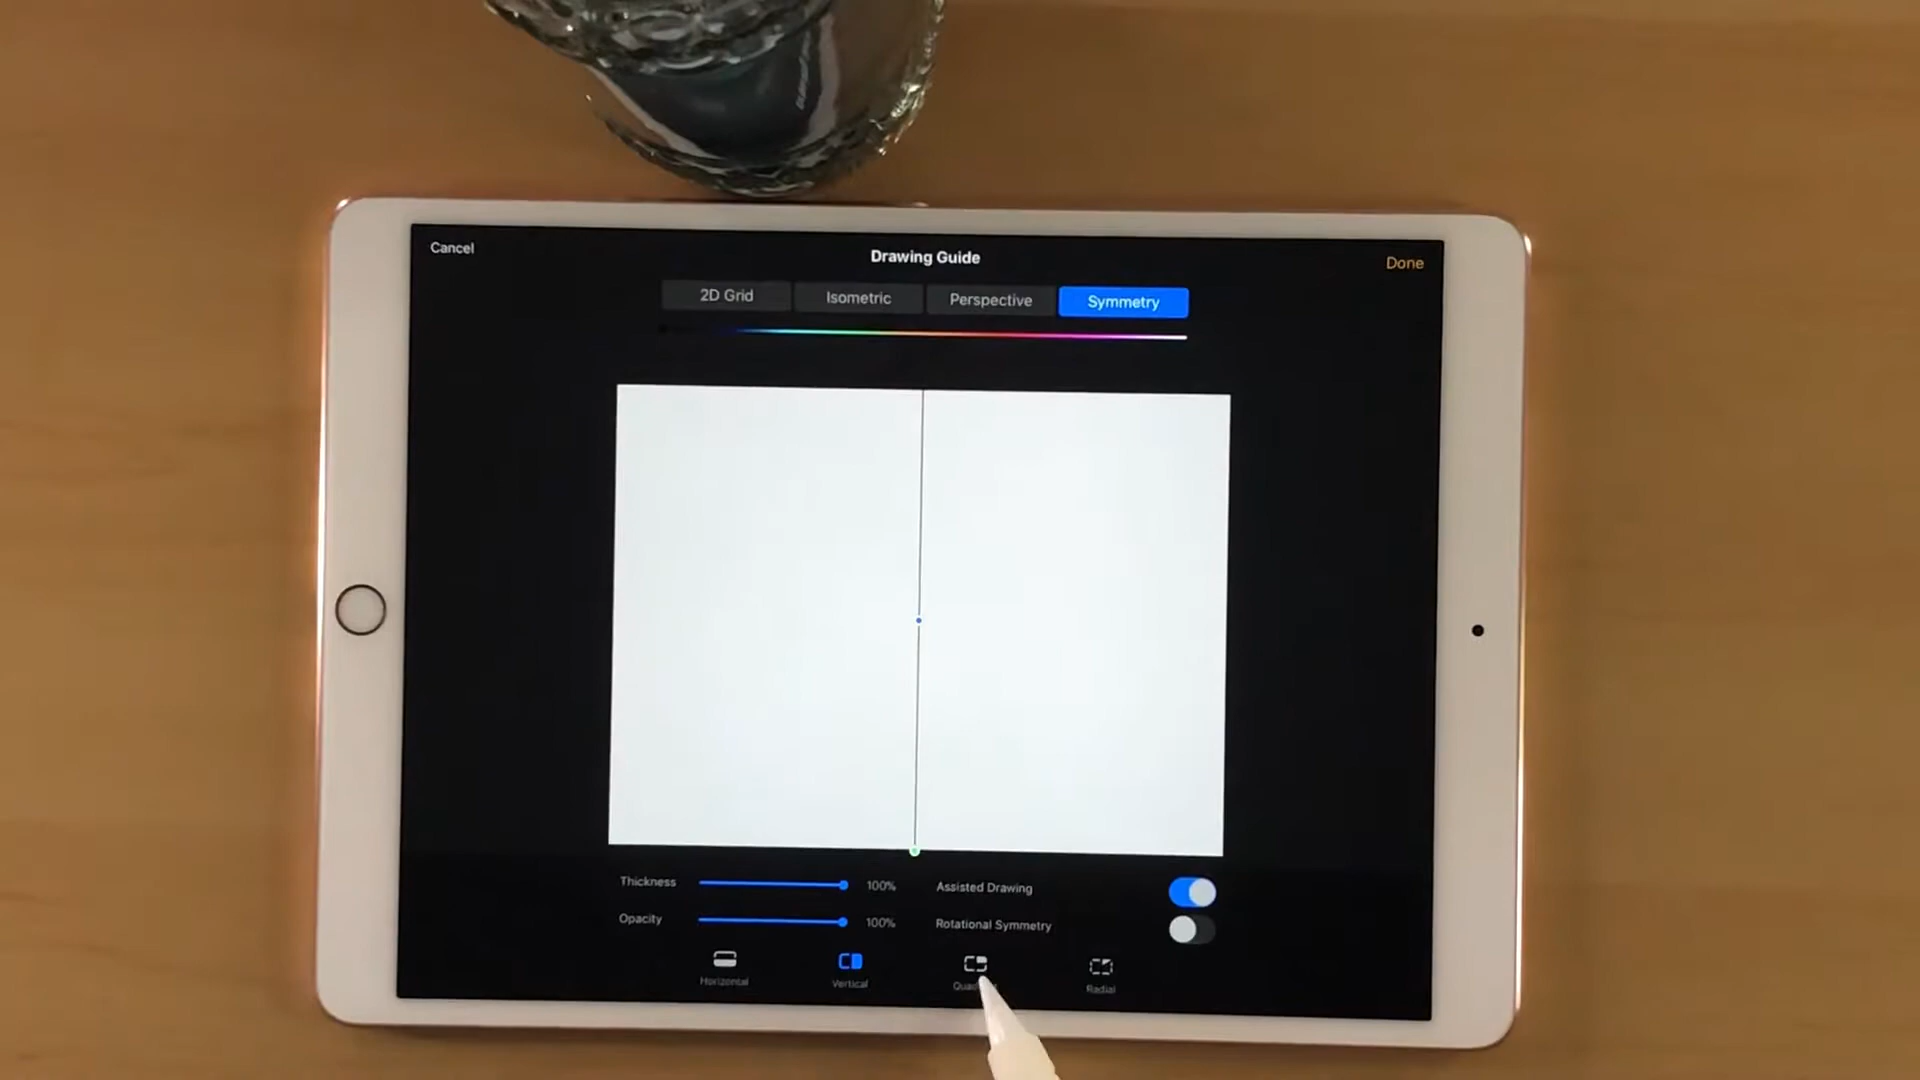 Cancel
Drawing Guide
Done
2D Grid
Isometric
Perspective
Symmetry
Thickness
100%
Assisted Drawing
Opacity
100%
Rotational Symmetry
Horizontal
Vertical
Radial